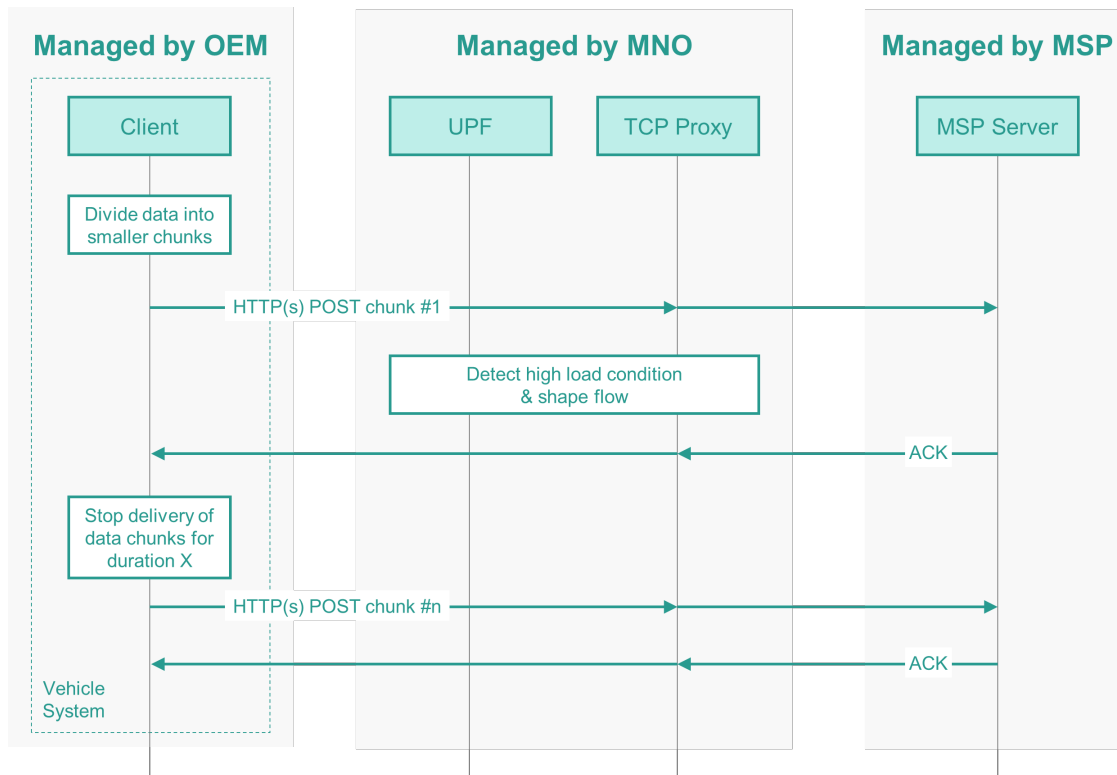 Managed by OEM
Managed by MNO
Managed by MSP
Client
UPF
TCP Proxy
MSP Server
Divide data into
smaller chunks
HTTP(s) POST chunk #1
Detect high load condition
& shape flow
ACK
Stop delivery of
data chunks for
duration X
HTTP(s) POST chunk #n
ACK
Vehicle
System